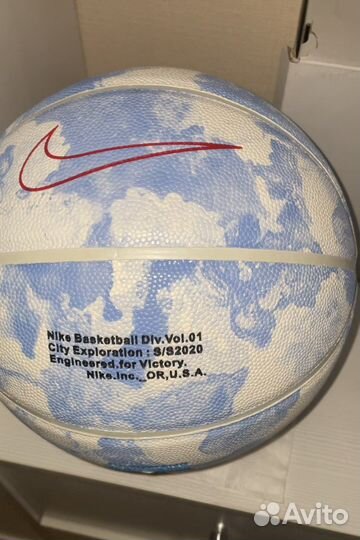 Nike Basketball Div.Vol.01
City Exploration : S/S2020
Engineered.for Victory.
Nike.Inc._OR,U.S.A.
Avito